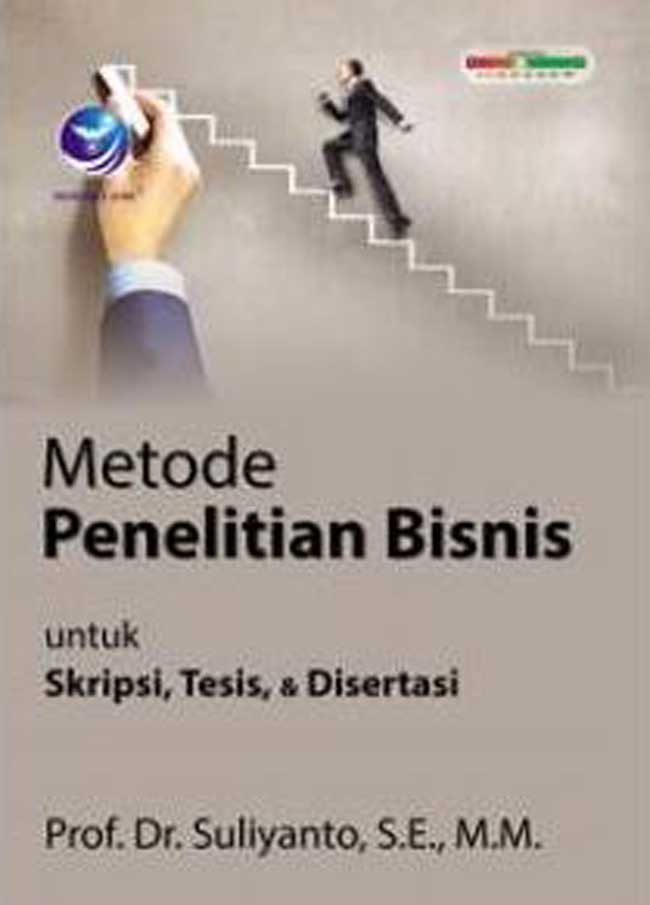 Metode
Penelitian Bisnis
untuk
Skripsi, Tesis, & Disertasi
Prof. Dr. Suliyanto, S.E., M.M.